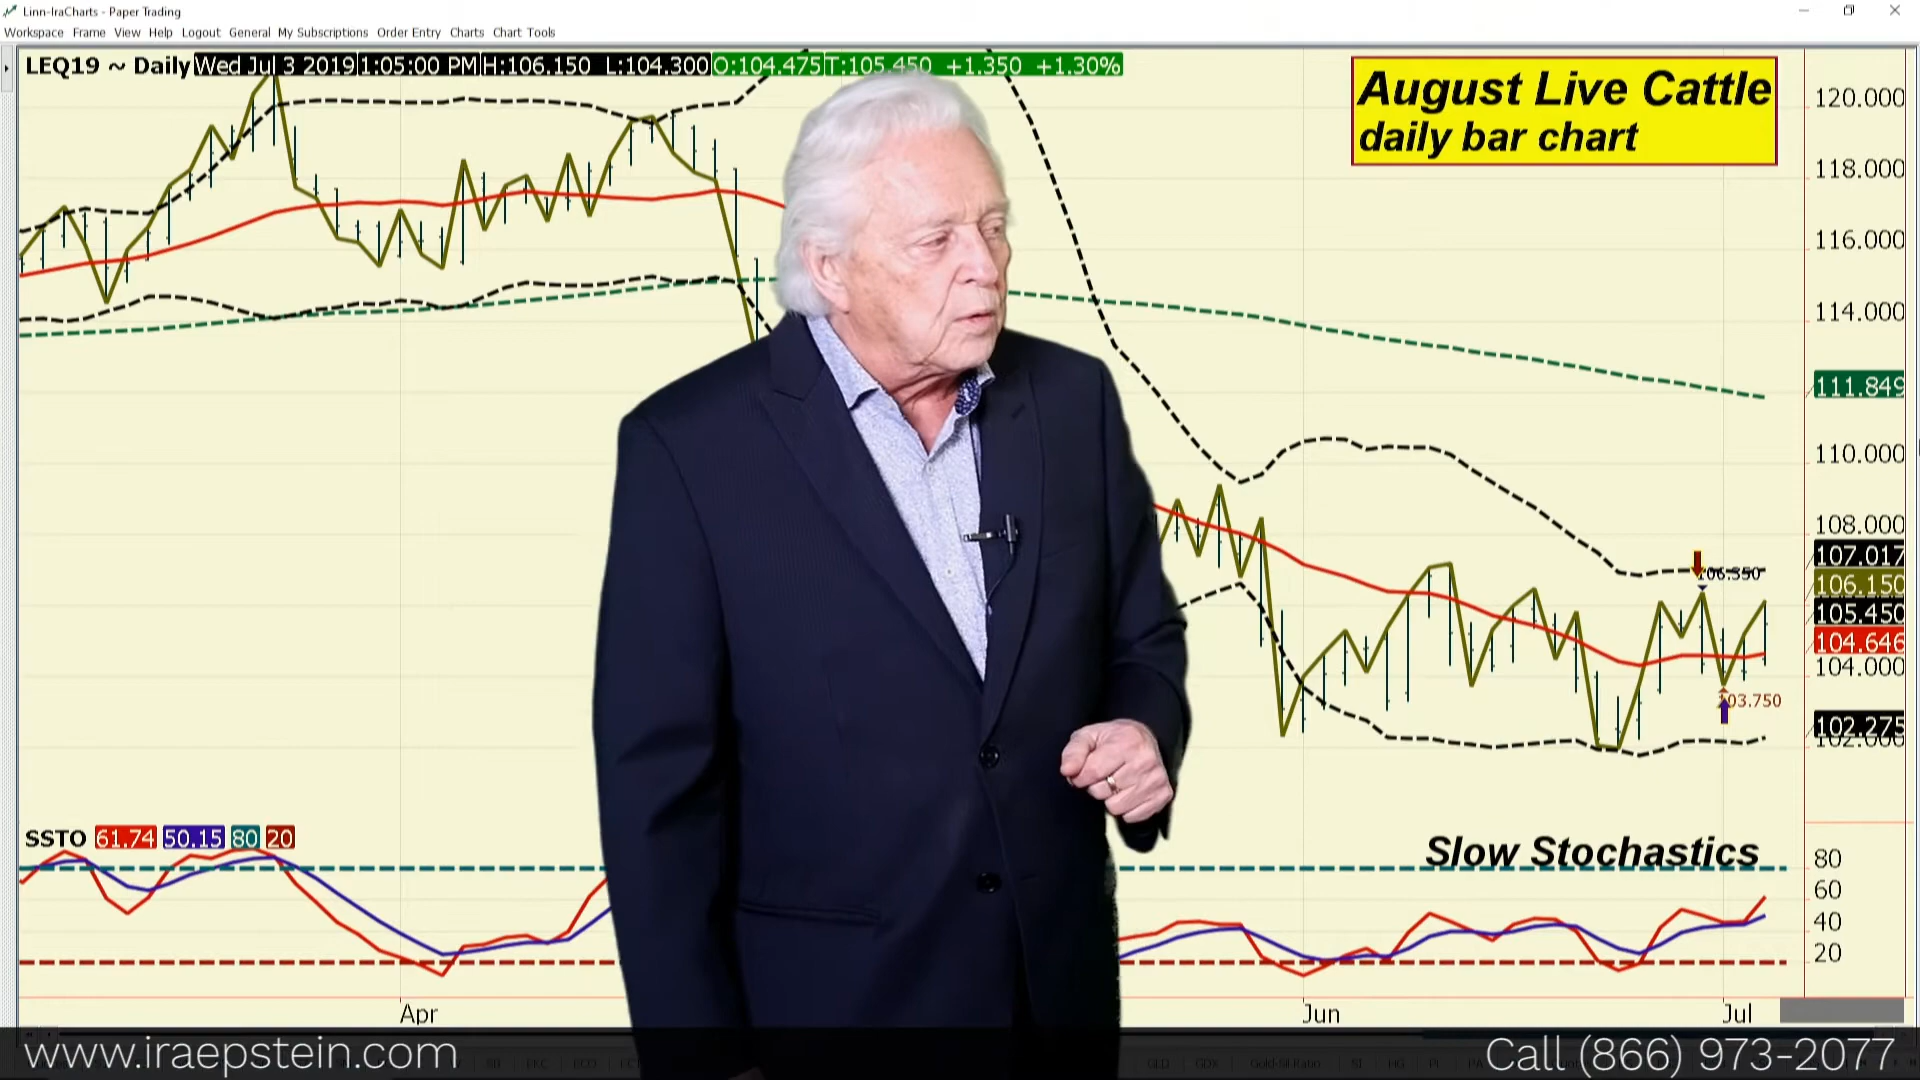 Linn-IraCharts - Paper Trading
Workspace Frame View Help Logout General My Subscriptions Order Entry Charts Chart Tools
LEQ19 ~ Daily Wed Jul 3 2019 1:05:00 PM H:106.150 L:104.300 O:104.475 T:105.450 +1.350 +1.30%
August Live Cattle
daily bar chart
120.000
118.000
116.000
114.000
111.849
110.000
108.000
107.017
106.350
106.150
105.450
104.646
104.000
103.750
102.275
102.000
SSTO 61.74 50.15 80 20
Slow Stochastics
80
60
40
20
Apr Jun Jul
www.iraepstein.com
Call (866) 973-2077